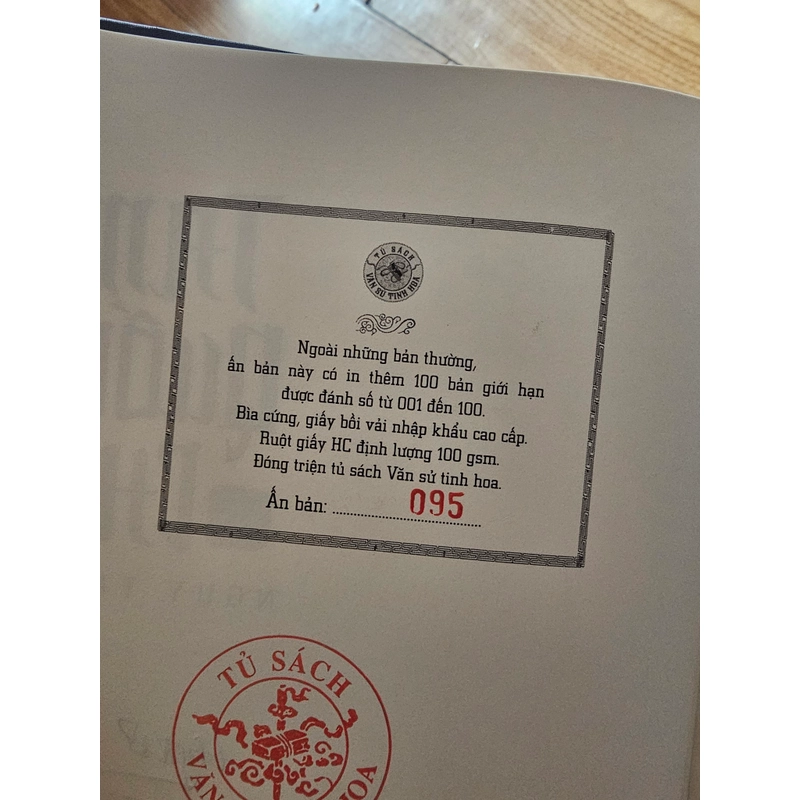 TỦ SÁCH
VĂN SỬ TINH HOA
Ngoài những bản thường,
ấn bản này có in thêm 100 bản giới hạn
được đánh số từ 001 đến 100.
Bìa cứng, giấy bồi vải nhập khẩu cao cấp.
Ruột giấy HC định lượng 100 gsm.
Đóng triện tủ sách Văn sử tinh hoa.
Ấn bản: ........................ 095
TỦ SÁCH
VĂN HOA